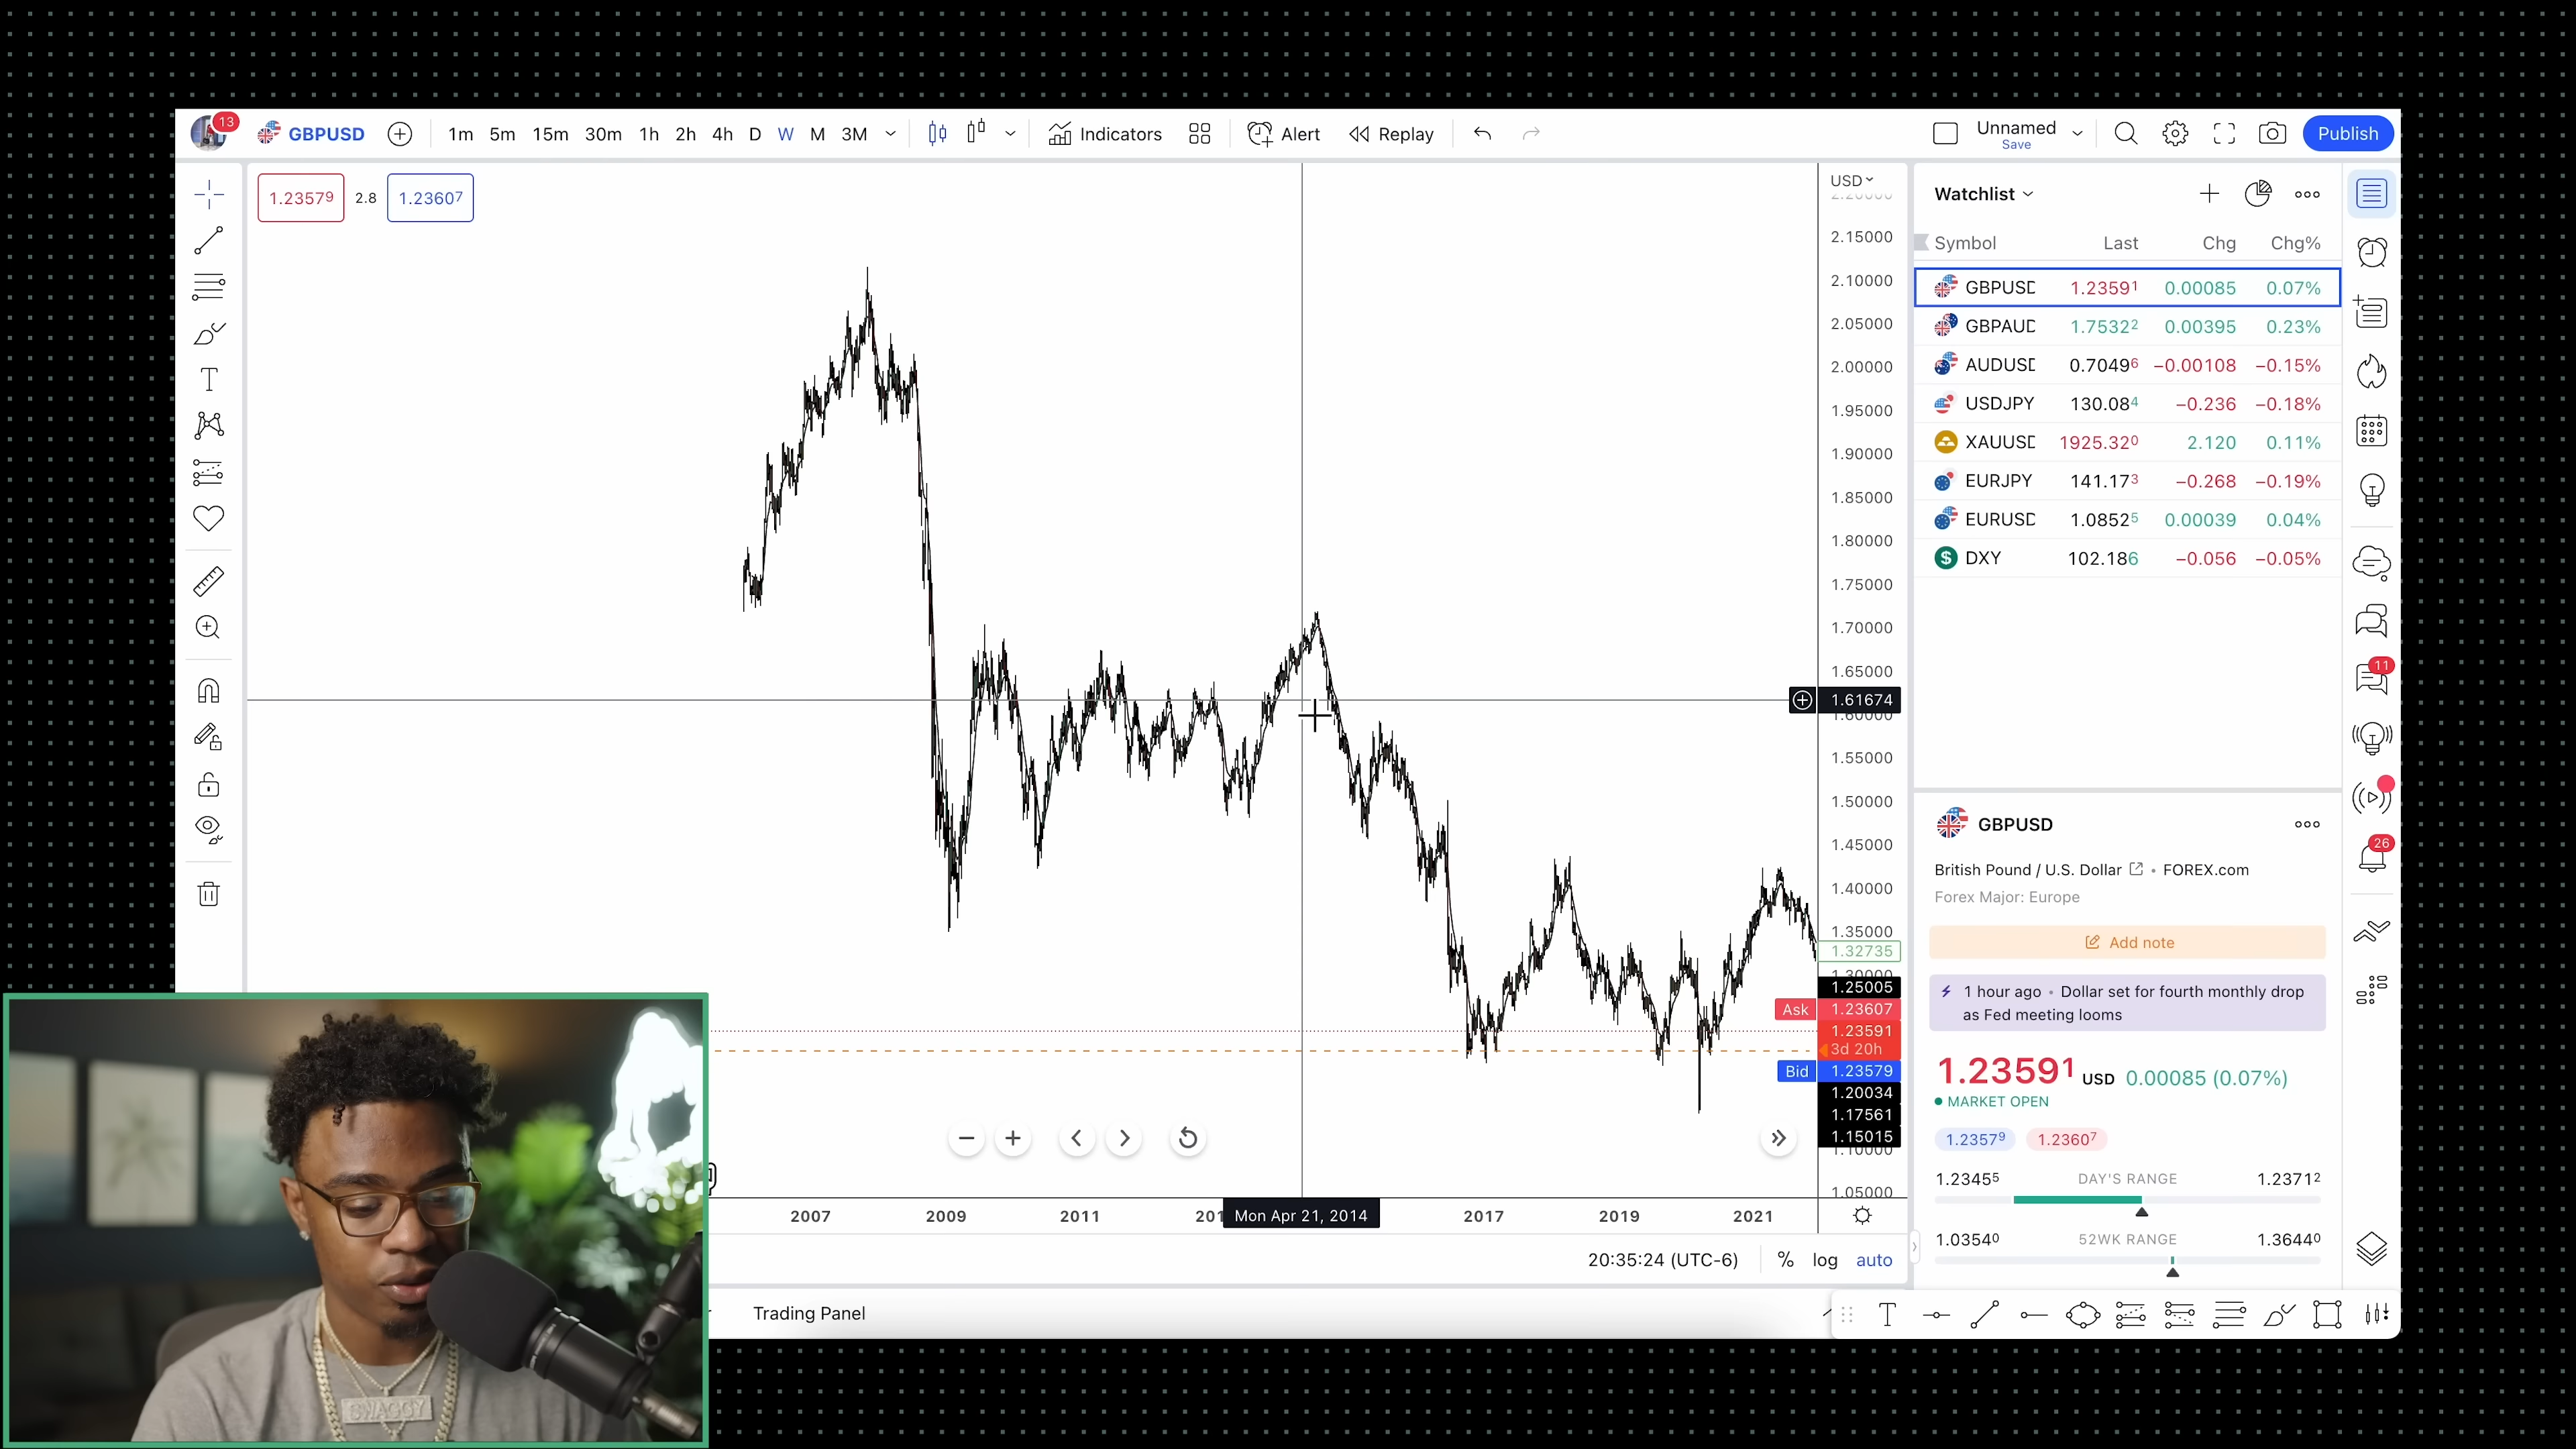 13 GBPUSD 1m 5m 15m 30m 1h 2h 4h D W M 3M Indicators Alert Replay Unnamed Publish
Save
1.23579 2.8 1.23607
USD
2.15000
2.10000
2.05000
2.00000
1.95000
1.90000
1.85000
1.80000
1.75000
1.70000
1.65000
1.61674
1.60000
1.55000
1.50000
1.45000
1.40000
1.35000
1.32735
1.30000
1.25005
Ask 1.23607
1.23591
3d 20h
Bid 1.23579
1.20034
1.17561
1.15015
1.10000
1.05000
2007 2009 2011 201 Mon Apr 21, 2014 2017 2019 2021
20:35:24 (UTC-6) % log auto
Trading Panel
Watchlist
Symbol Last Chg Chg%
GBPUSD 1.23591 0.00085 0.07%
GBPAUD 1.75322 0.00395 0.23%
AUDUSD 0.70496 −0.00108 −0.15%
USDJPY 130.084 −0.236 −0.18%
XAUUSD 1925.320 2.120 0.11%
EURJPY 141.173 −0.268 −0.19%
EURUSD 1.08525 0.00039 0.04%
DXY 102.186 −0.056 −0.05%
GBPUSD
British Pound / U.S. Dollar • FOREX.com
Forex Major: Europe
Add note
1 hour ago • Dollar set for fourth monthly drop
as Fed meeting looms
1.23591 USD 0.00085 (0.07%)
MARKET OPEN
1.23579 1.23607
1.23455 DAY'S RANGE 1.23712
1.03540 52WK RANGE 1.36440
11
26
SWAGGY